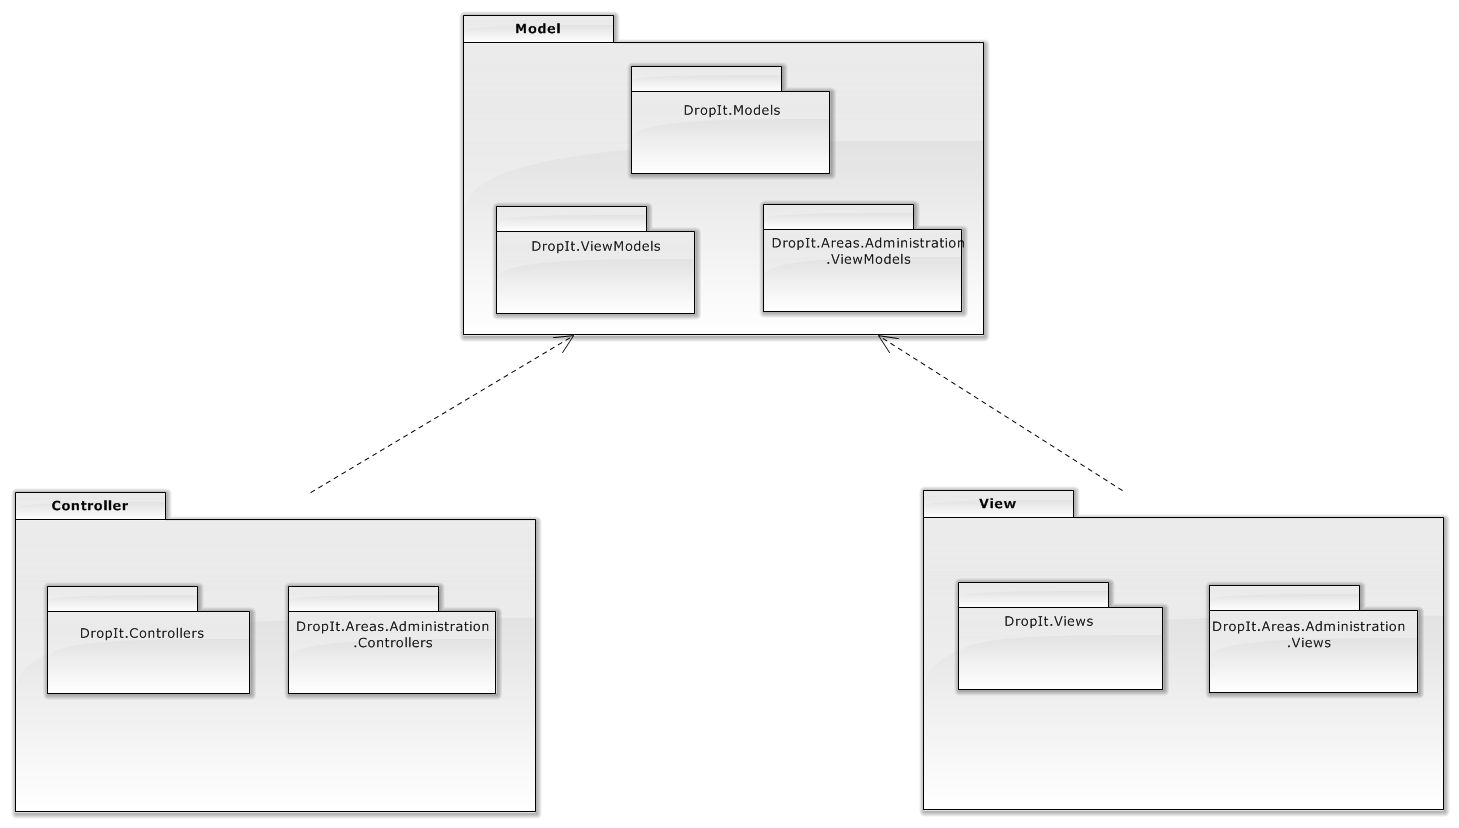 Model
DropIt.Models
DropIt.ViewModels
DropIt.Areas.Administration
.ViewModels
Controller
DropIt.Controllers
DropIt.Areas.Administration
.Controllers
View
DropIt.Views
DropIt.Areas.Administration
.Views